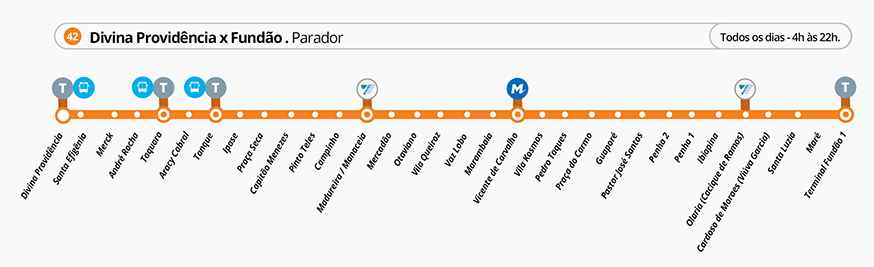 42 Divina Providência x Fundão . Parador
Todos os dias - 4h às 22h.
T
T
T
M
T
Divina Providência
Santa Efigênia
Merck
André Rocha
Taquara
Aracy Cabral
Tanque
Ipase
Praça Seca
Capitão Menezes
Pinto Teles
Campinho
Madureira / Manaceia
Mercadão
Otaviano
Vila Queiroz
Vaz Lobo
Marambaia
Vicente de Carvalho
Vila Kosmos
Pedro Taques
Praça do Carmo
Guaporé
Pastor José Santos
Penha 2
Penha 1
Ibiapina
Olaria (Cacique de Ramos)
Cardoso de Moraes (Viúva Garcia)
Santa Luzia
Maré
Terminal Fundão 1